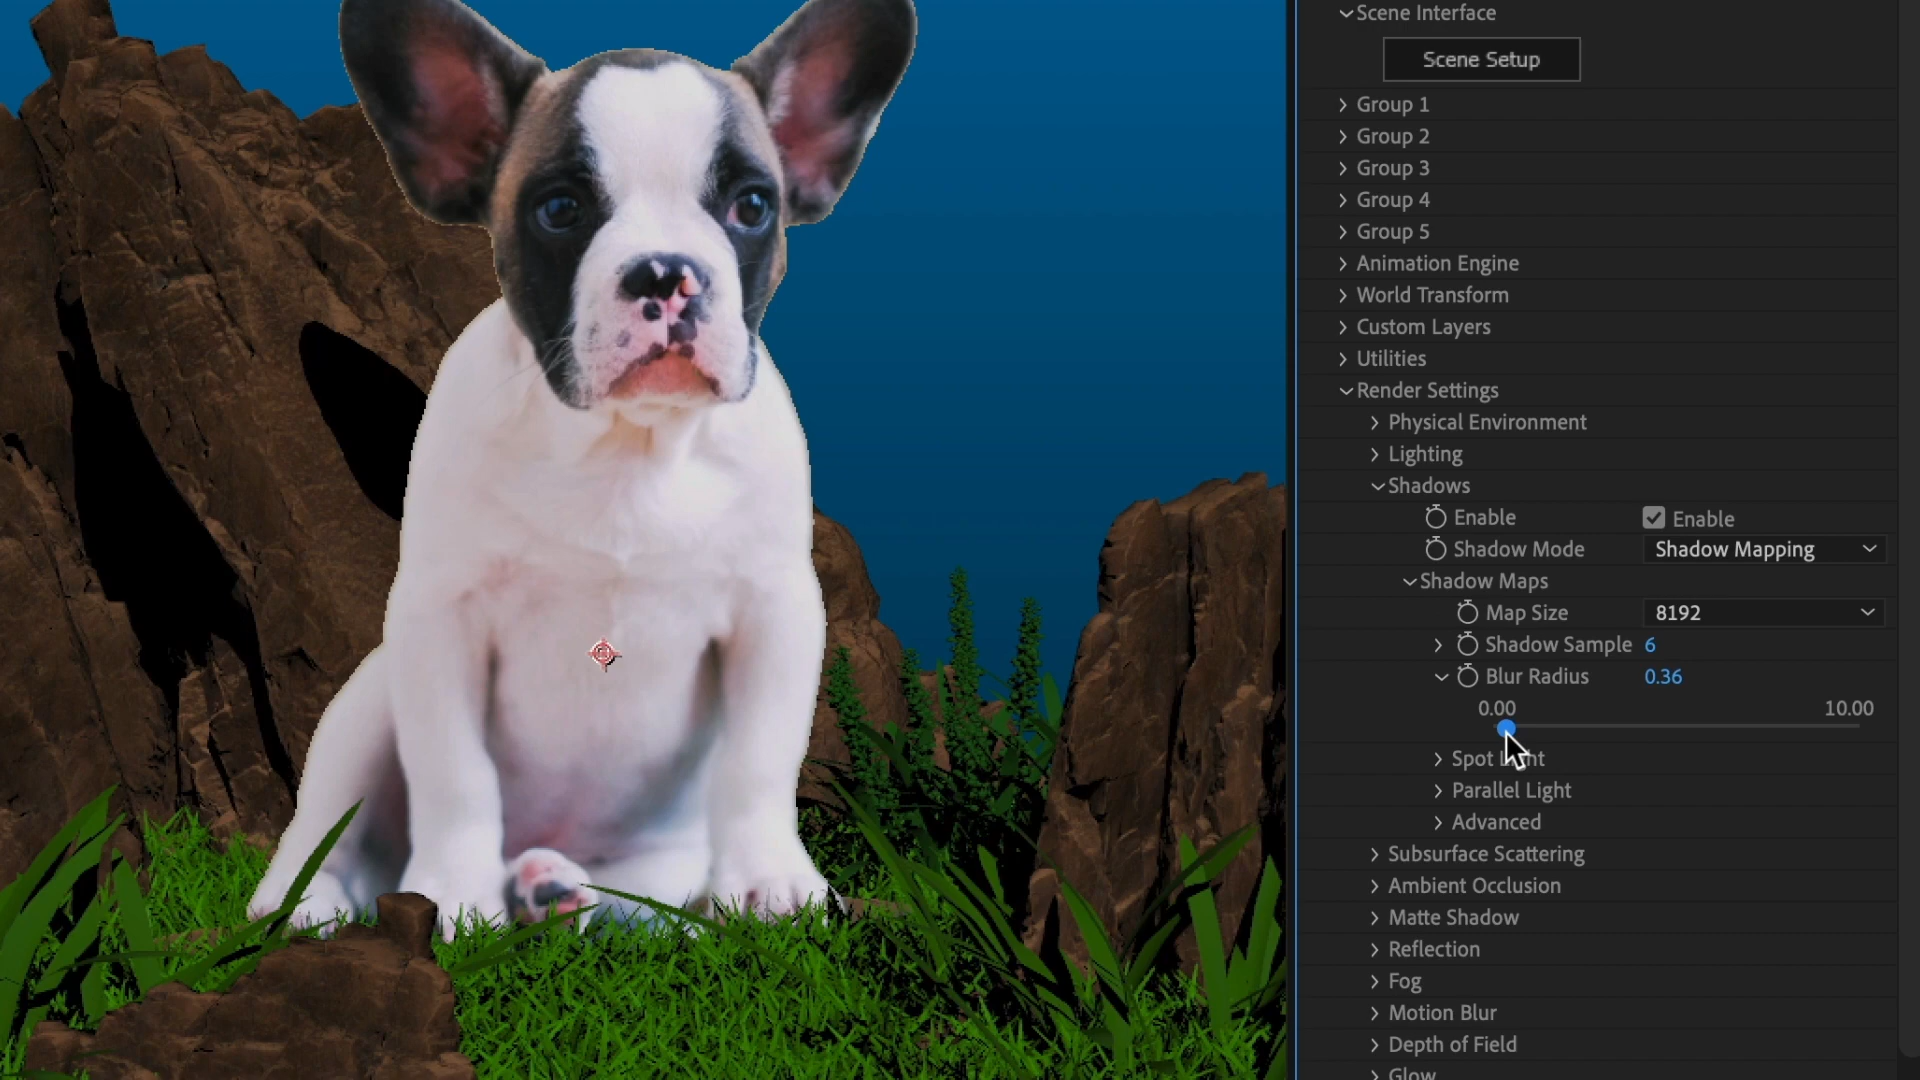 Scene Interface
Scene Setup
Group 1
Group 2
Group 3
Group 4
Group 5
Animation Engine
World Transform
Custom Layers
Utilities
Render Settings
Physical Environment
Lighting
Shadows
Enable Enable
Shadow Mode Shadow Mapping
Shadow Maps
Map Size 8192
Shadow Sample 6
Blur Radius 0.36
0.00 10.00
Spot Light
Parallel Light
Advanced
Subsurface Scattering
Ambient Occlusion
Matte Shadow
Reflection
Fog
Motion Blur
Depth of Field
Glow